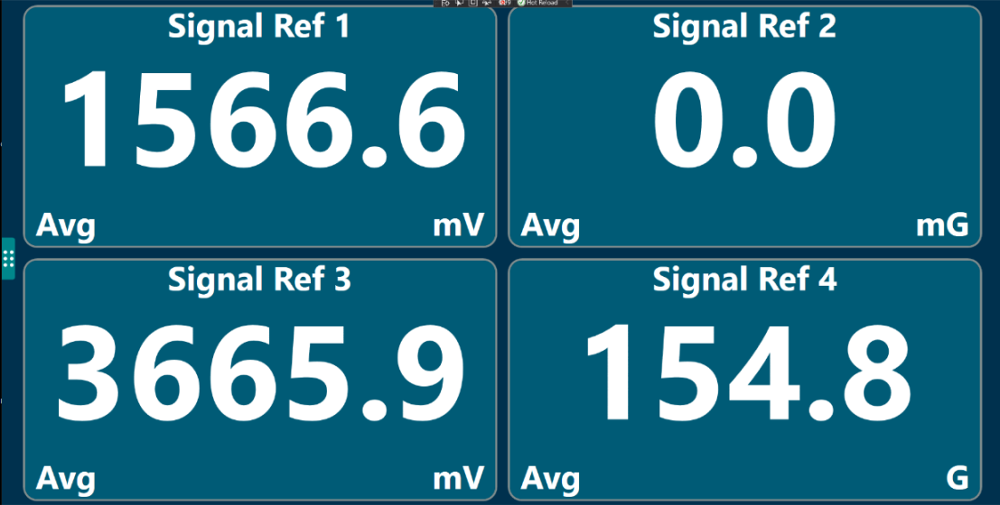 Hot Reload
Signal Ref 1
1566.6
Avg mV
Signal Ref 2
0.0
Avg mG
Signal Ref 3
3665.9
Avg mV
Signal Ref 4
154.8
Avg G